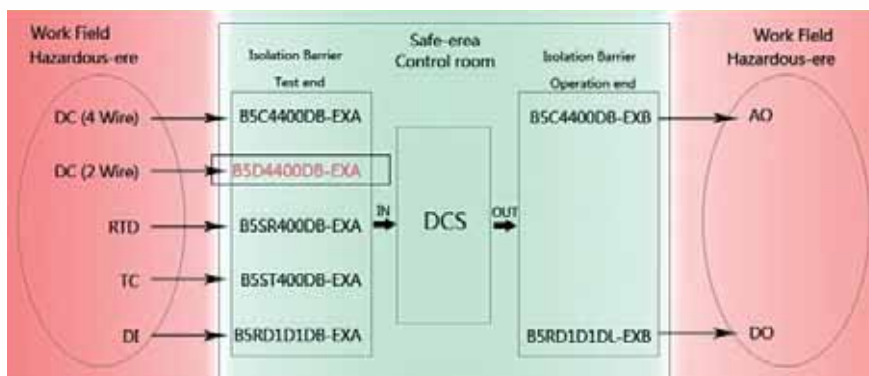 Work Field
Hazardous-ere
DC (4 Wire)
DC (2 Wire)
RTD
TC
DI
Isolation Barrier
Test end
B5C4400DB-EXA
B5D4400DB-EXA
B5SR400DB-EXA
B5ST400DB-EXA
B5RD1D1DB-EXA
Safe-erea
Control room
IN
DCS
OUT
Isolation Barrier
Operation end
B5C4400DB-EXB
B5RD1D1DL-EXB
Work Field
Hazardous-ere
AO
DO